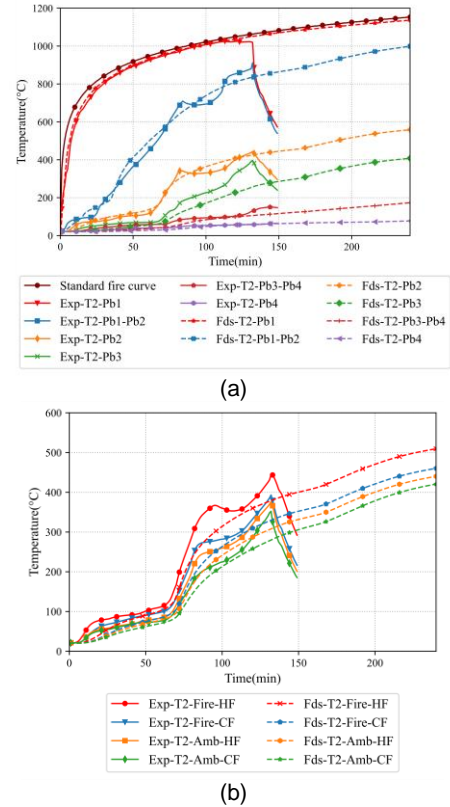 (a)
1200
1000
800
600
400
200
0
Temperature(°C)
0 50 100 150 200
Time(min)
Standard fire curve Exp-T2-Pb3-Pb4 Fds-T2-Pb2
Exp-T2-Pb1 Exp-T2-Pb4 Fds-T2-Pb3
Exp-T2-Pb1-Pb2 Fds-T2-Pb1 Fds-T2-Pb3-Pb4
Exp-T2-Pb2 Fds-T2-Pb1-Pb2 Fds-T2-Pb4
Exp-T2-Pb3
(a)
600
500
400
300
200
100
0
Temperature(°C)
0 50 100 150 200
Time(min)
Exp-T2-Fire-HF Fds-T2-Fire-HF
Exp-T2-Fire-CF Fds-T2-Fire-CF
Exp-T2-Amb-HF Fds-T2-Amb-HF
Exp-T2-Amb-CF Fds-T2-Amb-CF
(b)